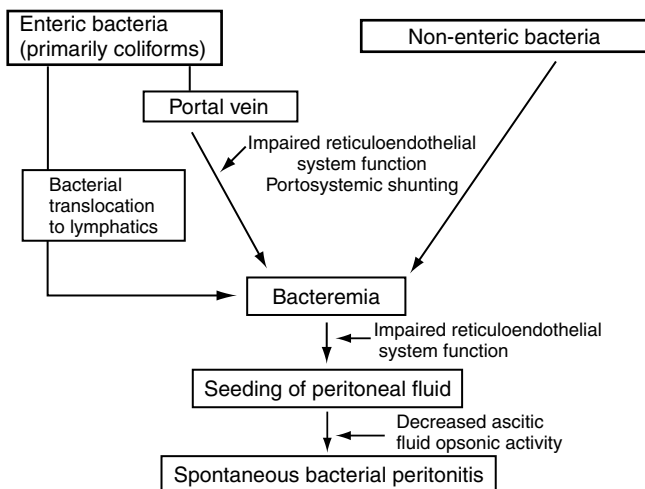 Enteric bacteria
(primarily coliforms)
Non-enteric bacteria
Portal vein
Impaired reticuloendothelial
system function
Portosystemic shunting
Bacterial
translocation
to lymphatics
Bacteremia
Impaired reticuloendothelial
system function
Seeding of peritoneal fluid
Decreased ascitic
fluid opsonic activity
Spontaneous bacterial peritonitis